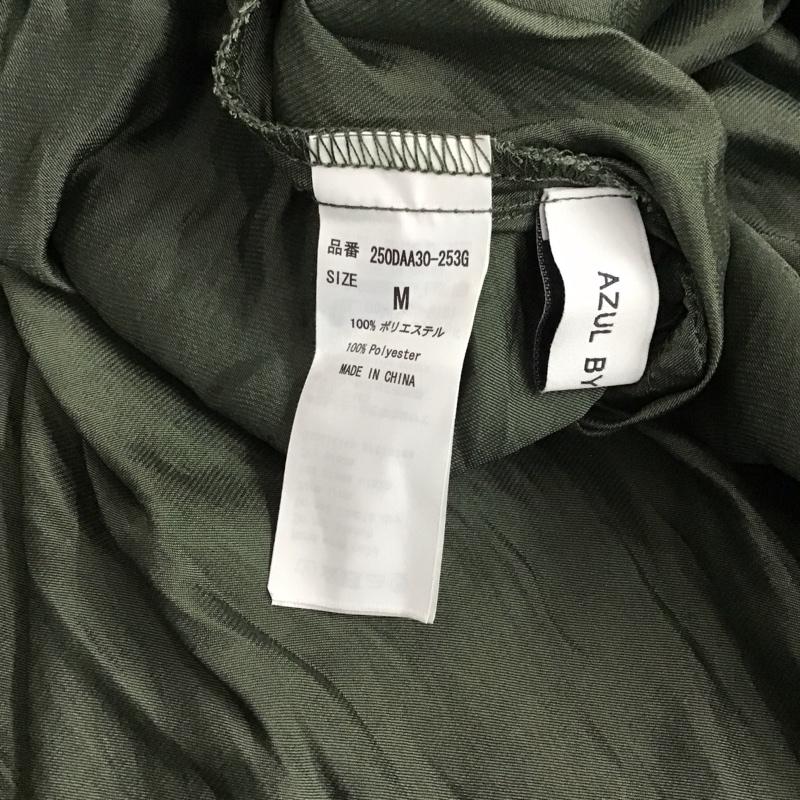 品番 250DAA30-253G
SIZE
M
100% ポリエステル
100% Polyester
MADE IN CHINA
AZUL BY